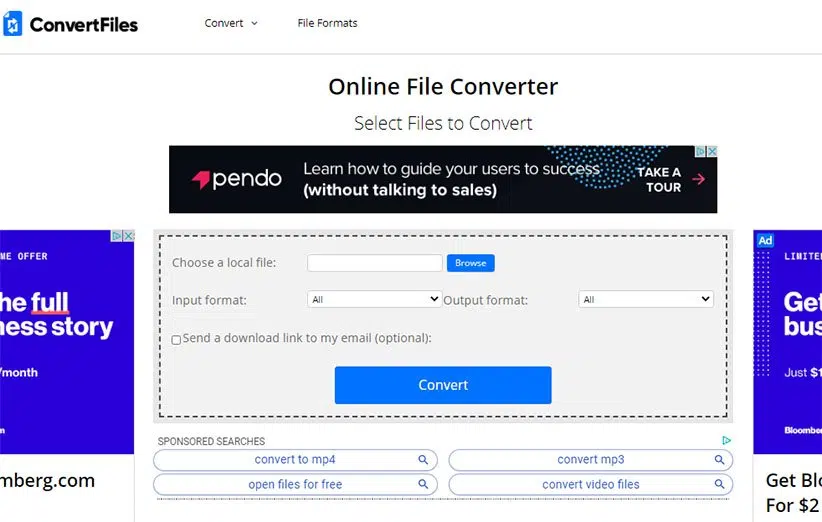 ConvertFiles
Convert
File Formats
Online File Converter
Select Files to Convert
pendo
Learn how to guide your users to success
(without talking to sales)
TAKE A
TOUR
ME OFFER
he full
ness story
/month
m
mberg.com
Choose a local file:
Browse
Input format:
All
Output format:
All
Send a download link to my email (optional):
Convert
SPONSORED SEARCHES
convert to mp4
convert mp3
open files for free
convert video files
Ad
LIMITE
Get
bus
Just $1
Bloomber
Get Blo
For $2